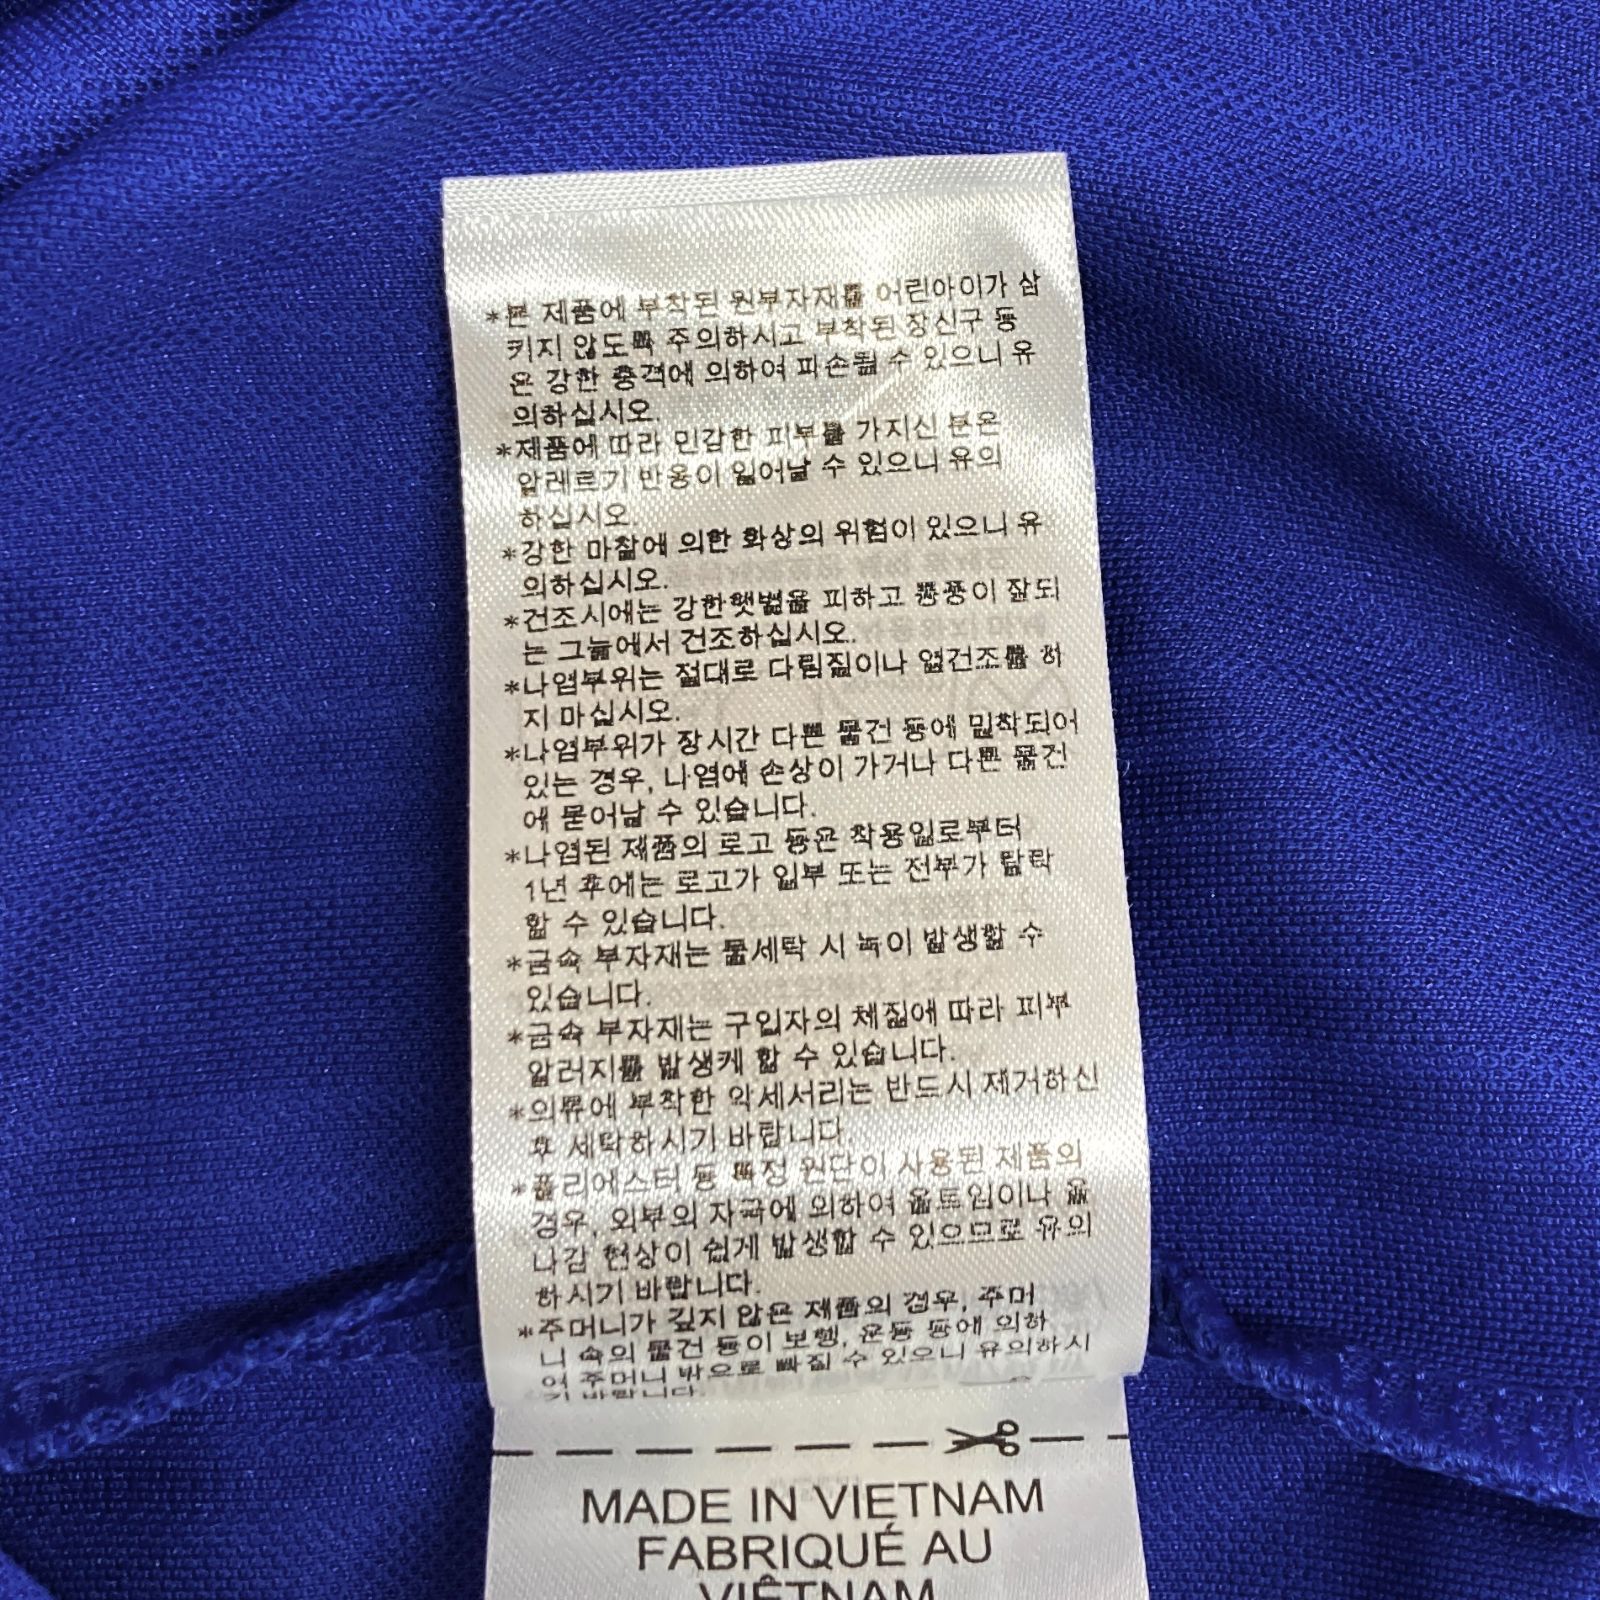 *본 제품에 부착된 원부자재를 어린아이가 삼
키지 않도록 주의하시고 부착된 장신구 등
은 강한 충격에 의하여 파손될 수 있으니 유
의하십시오.
*제품에 따라 민감한 피부를 가지신 분은
알레르기 반응이 일어날 수 있으니 유의
하십시오.
*강한 마찰에 의한 화상의 위험이 있으니 유
의하십시오.
*건조시에는 강한햇볕을 피하고 통풍이 잘되
는 그늘에서 건조하십시오.
*나염부위는 절대로 다림질이나 열건조를 하
지 마십시오.
*나염부위가 장시간 다른 물건 등에 밀착되어
있는 경우, 나염에 손상이 가거나 다른 물건
에 묻어날 수 있습니다.
*나염된 제품의 로고 등은 착용일로부터
1년 후에는 로고가 일부 또는 전부가 탈락
할 수 있습니다.
*금속 부자재는 물세탁 시 녹이 발생할 수
있습니다.
*금속 부자재는 구입자의 체질에 따라 피부
알러지를 발생케 할 수 있습니다.
*의류에 부착한 악세서리는 반드시 제거하신
후 세탁하시기 바랍니다
*폴리에스터 등 특정 원단이 사용된 제품의
경우, 외부의 자극에 의하여 올트임이나 올
나감 현상이 쉽게 발생할 수 있으므로 유의
하시기 바랍니다.
*주머니가 깊지 않은 제품의 경우, 주머
니 속의 물건 등이 보행, 운동 등에 의하
여 주머니 밖으로 빠질 수 있으니 유의하시
기 바랍니다.
MADE IN VIETNAM
FABRIQUÉ AU
VIÊTNAM